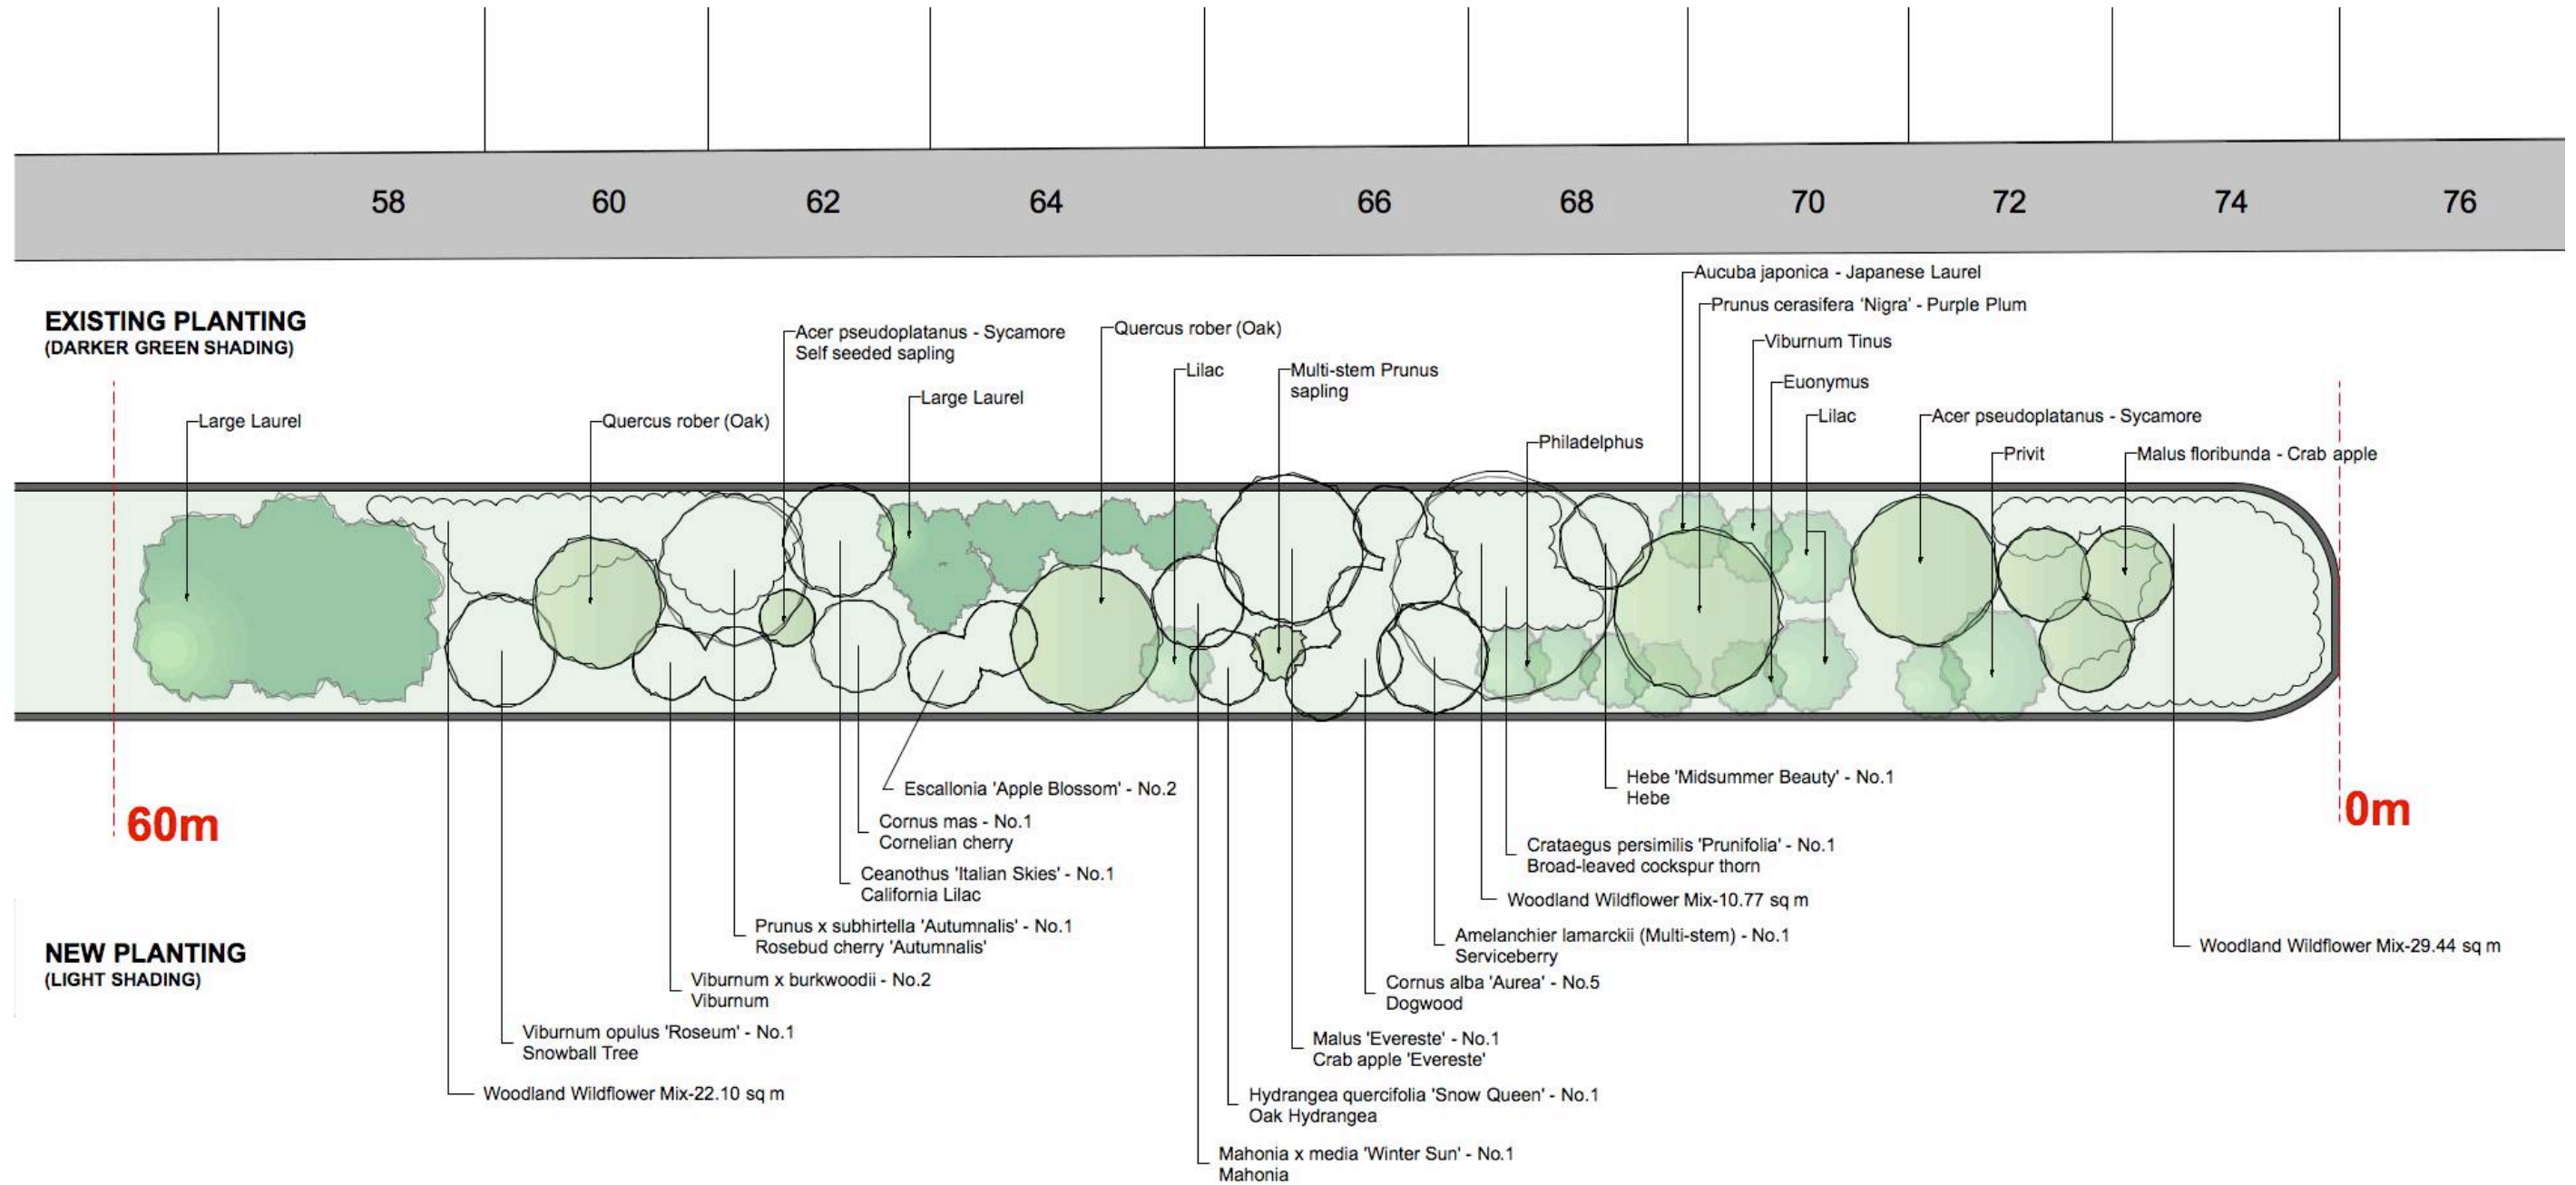 58 60 62 64 66 68 70 72 74 76
EXISTING PLANTING
(DARKER GREEN SHADING)
Aucuba japonica - Japanese Laurel
Prunus cerasifera 'Nigra' - Purple Plum
Acer pseudoplatanus - Sycamore
Self seeded sapling
Quercus rober (Oak)
Viburnum Tinus
Lilac
Multi-stem Prunus
sapling
Euonymus
Large Laurel
Large Laurel
Quercus rober (Oak)
Philadelphus
Lilac
Acer pseudoplatanus - Sycamore
Privit
Malus floribunda - Crab apple
60m
0m
NEW PLANTING
(LIGHT SHADING)
Escallonia 'Apple Blossom' - No.2
Cornus mas - No.1
Cornelian cherry
Ceanothus 'Italian Skies' - No.1
California Lilac
Prunus x subhirtella 'Autumnalis' - No.1
Rosebud cherry 'Autumnalis'
Viburnum x burkwoodii - No.2
Viburnum
Viburnum opulus 'Roseum' - No.1
Snowball Tree
Woodland Wildflower Mix-22.10 sq m
Hebe 'Midsummer Beauty' - No.1
Hebe
Crataegus persimilis 'Prunifolia' - No.1
Broad-leaved cockspur thorn
Woodland Wildflower Mix-10.77 sq m
Amelanchier lamarckii (Multi-stem) - No.1
Serviceberry
Cornus alba 'Aurea' - No.5
Dogwood
Malus 'Evereste' - No.1
Crab apple 'Evereste'
Hydrangea quercifolia 'Snow Queen' - No.1
Oak Hydrangea
Mahonia x media 'Winter Sun' - No.1
Mahonia
Woodland Wildflower Mix-29.44 sq m